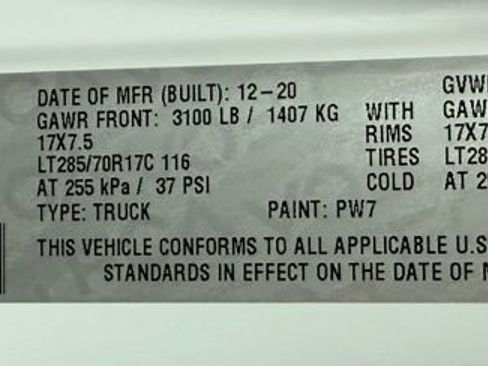 DATE OF MFR (BUILT): 12-20 GVW
GAWR FRONT: 3100 LB / 1407 KG WITH GAW
17X7.5 RIMS 17X7
LT285/70R17C 116 TIRES LT28
AT 255 kPa / 37 PSI COLD AT 2
TYPE: TRUCK PAINT: PW7
THIS VEHICLE CONFORMS TO ALL APPLICABLE U.S
STANDARDS IN EFFECT ON THE DATE OF